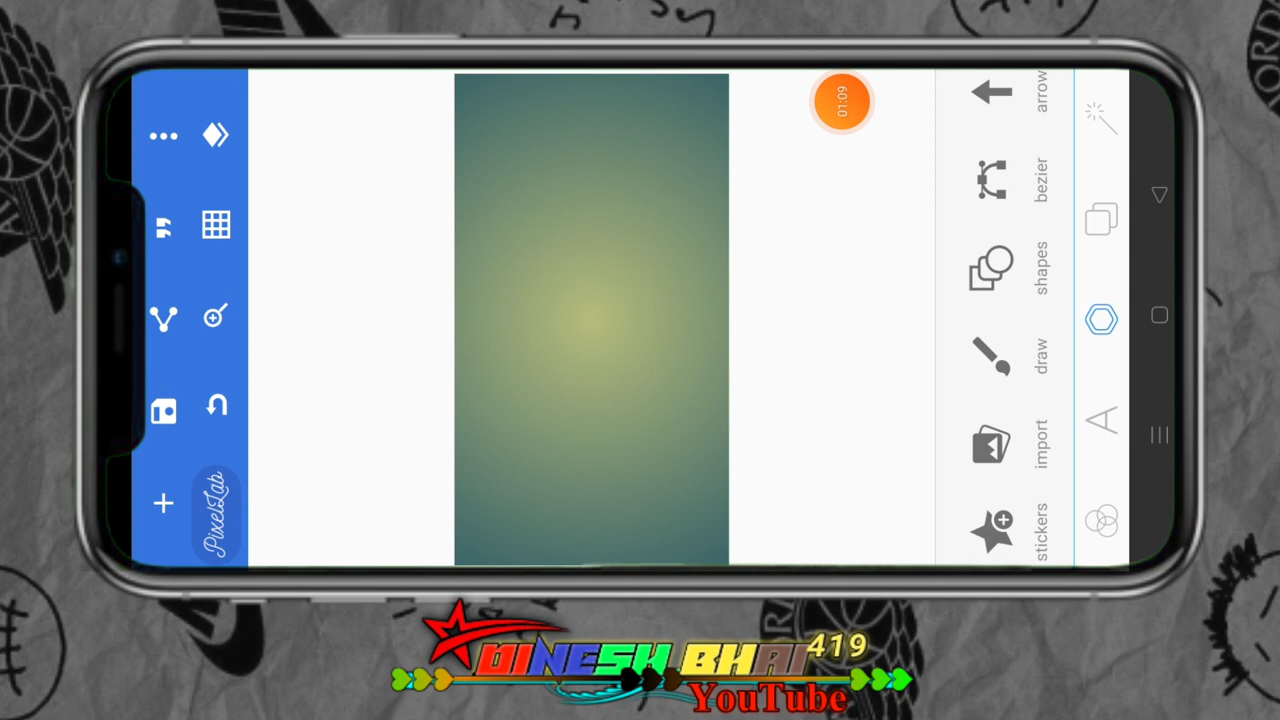 PixelLab
01:09
arrow
bezier
shapes
draw
import
stickers
A
DINESH BHAI 419
YouTube